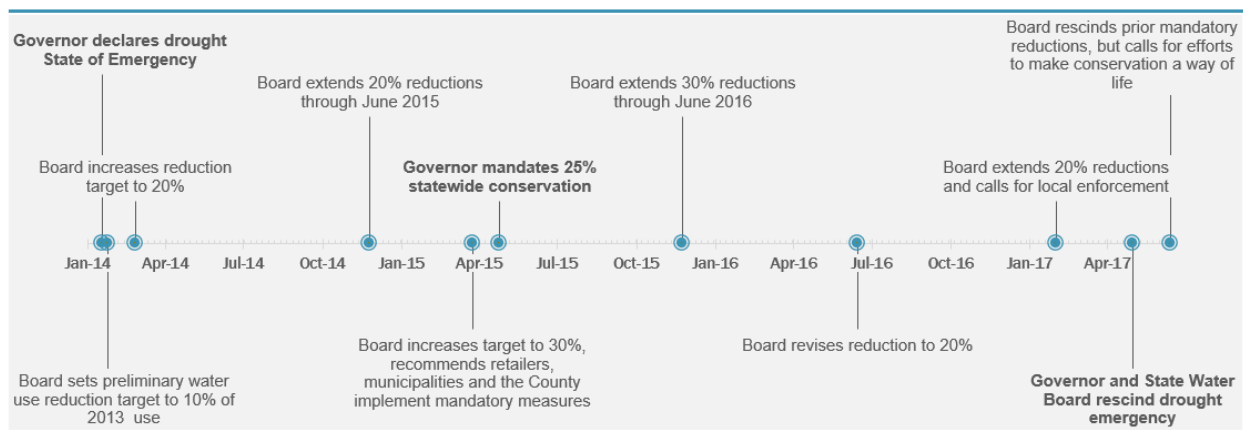 Governor declares drought
State of Emergency
Board increases reduction
target to 20%
Board extends 20% reductions
through June 2015
Governor mandates 25%
statewide conservation
Board extends 30% reductions
through June 2016
Board rescinds prior mandatory
reductions, but calls for efforts
to make conservation a way of
life
Board extends 20% reductions
and calls for local enforcement
Jan-14 Apr-14 Jul-14 Oct-14 Jan-15 Apr-15 Jul-15 Oct-15 Jan-16 Apr-16 Jul-16 Oct-16 Jan-17 Apr-17
Board sets preliminary water
use reduction target to 10% of
2013 use
Board increases target to 30%,
recommends retailers,
municipalities and the County
implement mandatory measures
Board revises reduction to 20%
Governor and State Water
Board rescind drought
emergency